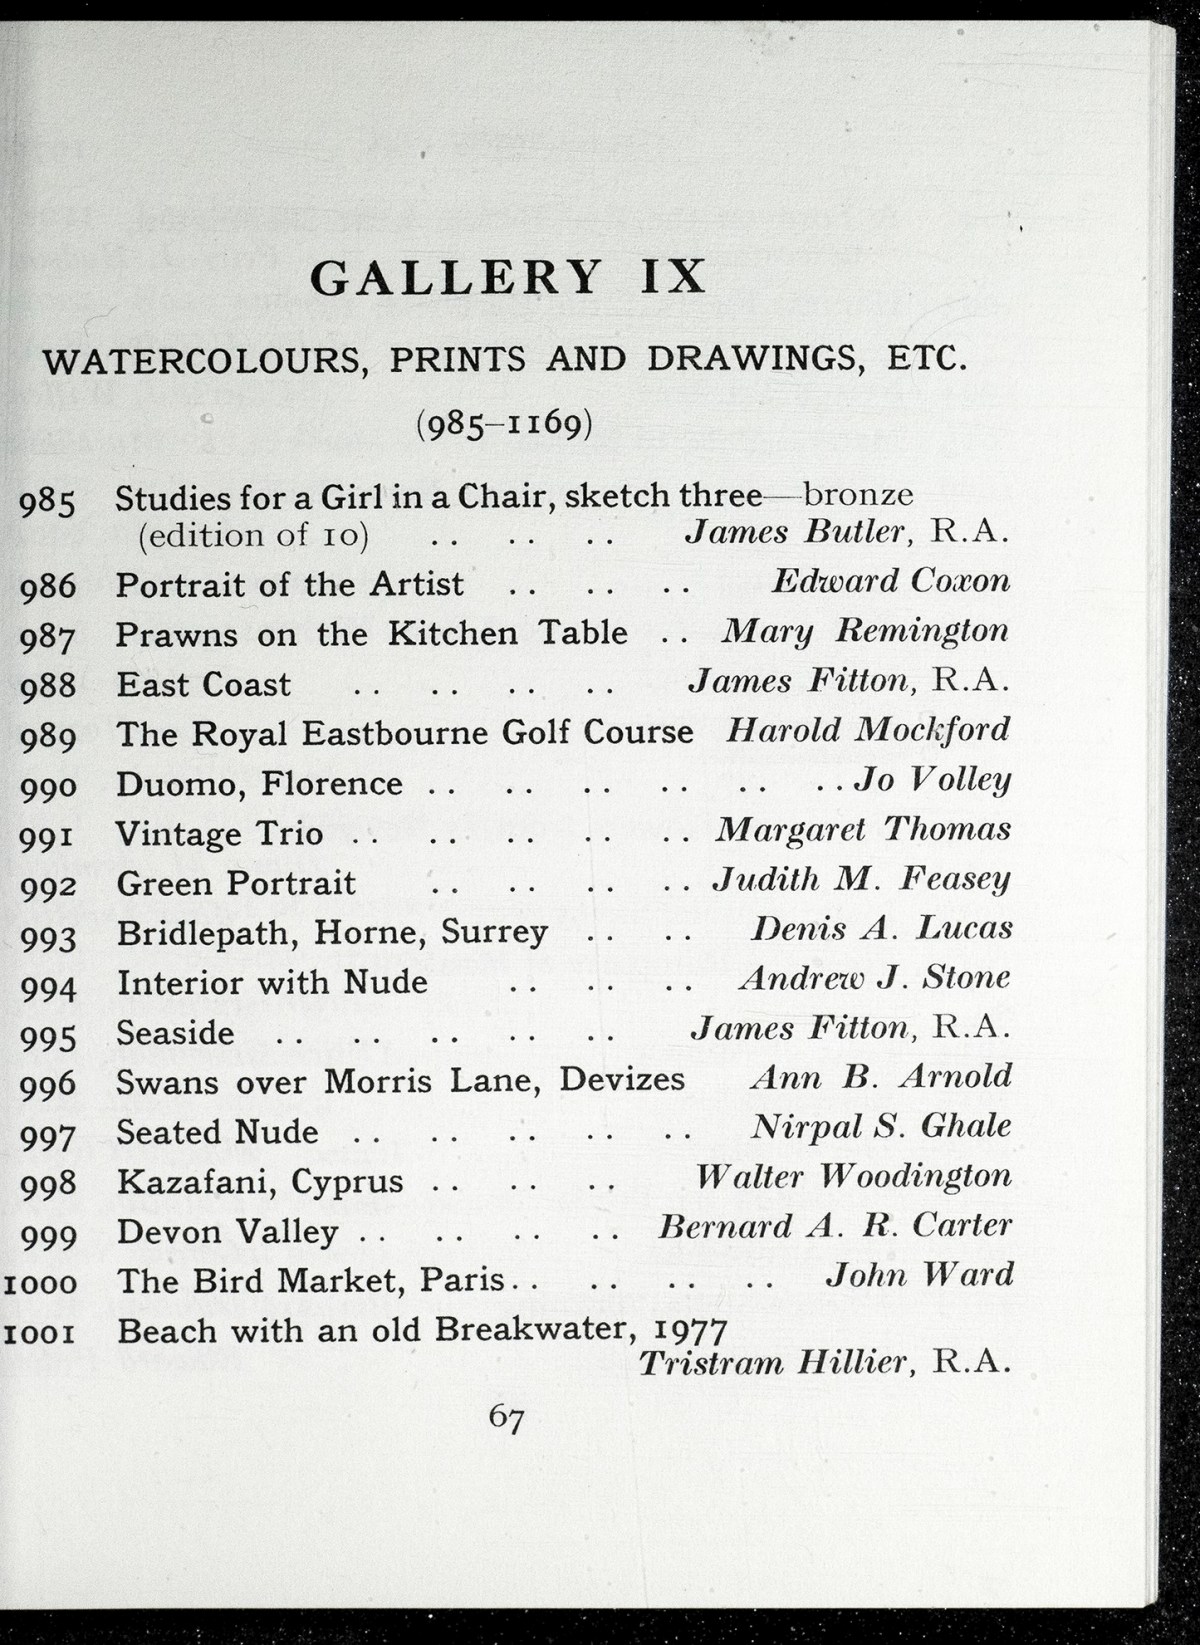 GALLERY IX
WATERCOLOURS, PRINTS AND DRAWINGS, ETC.
(985–1169)
985 Studies for a Girl in a Chair, sketch three—bronze
(edition of 10) .. .. .. James Butler, R.A.
986 Portrait of the Artist .. .. .. Edward Coxon
987 Prawns on the Kitchen Table .. Mary Remington
988 East Coast .. .. .. .. James Fitton, R.A.
989 The Royal Eastbourne Golf Course Harold Mockford
990 Duomo, Florence .. .. .. .. .. .. Jo Volley
991 Vintage Trio .. .. .. .. .. Margaret Thomas
992 Green Portrait .. .. .. .. Judith M. Feasey
993 Bridlepath, Horne, Surrey .. .. Denis A. Lucas
994 Interior with Nude .. .. .. Andrew J. Stone
995 Seaside .. .. .. .. .. James Fitton, R.A.
996 Swans over Morris Lane, Devizes Ann B. Arnold
997 Seated Nude .. .. .. .. .. Nirpal S. Ghale
998 Kazafani, Cyprus .. .. .. Walter Woodington
999 Devon Valley .. .. .. .. Bernard A. R. Carter
1000 The Bird Market, Paris .. .. .. .. John Ward
1001 Beach with an old Breakwater, 1977
Tristram Hillier, R.A.
67